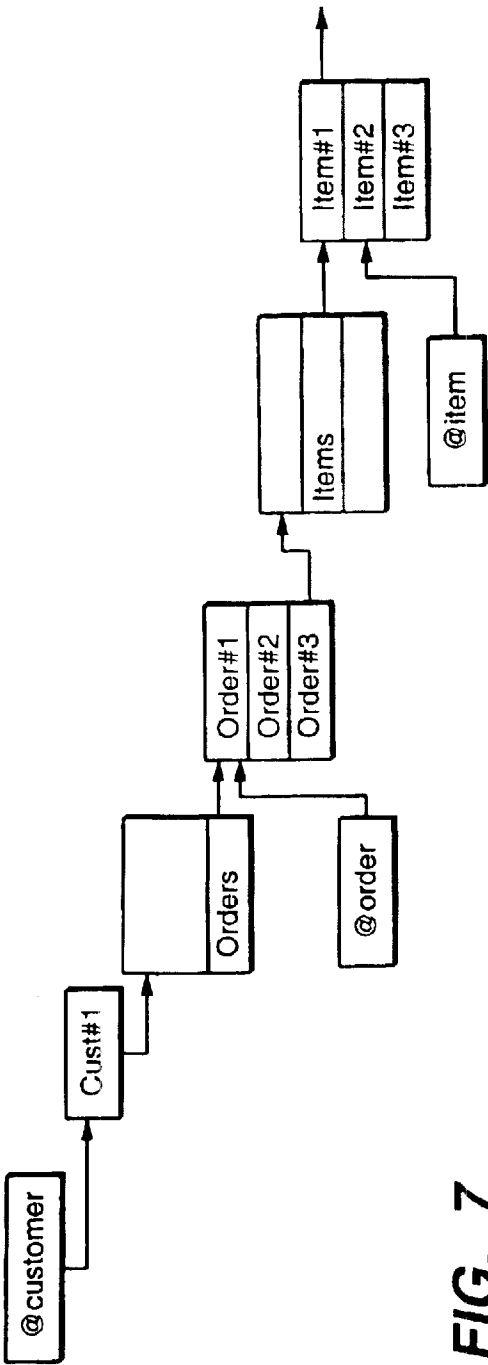 @customer
Cust#1
Orders
@order
Order#1
Order#2
Order#3
Items
@item
Item#1
Item#2
Item#3
FIG. 7